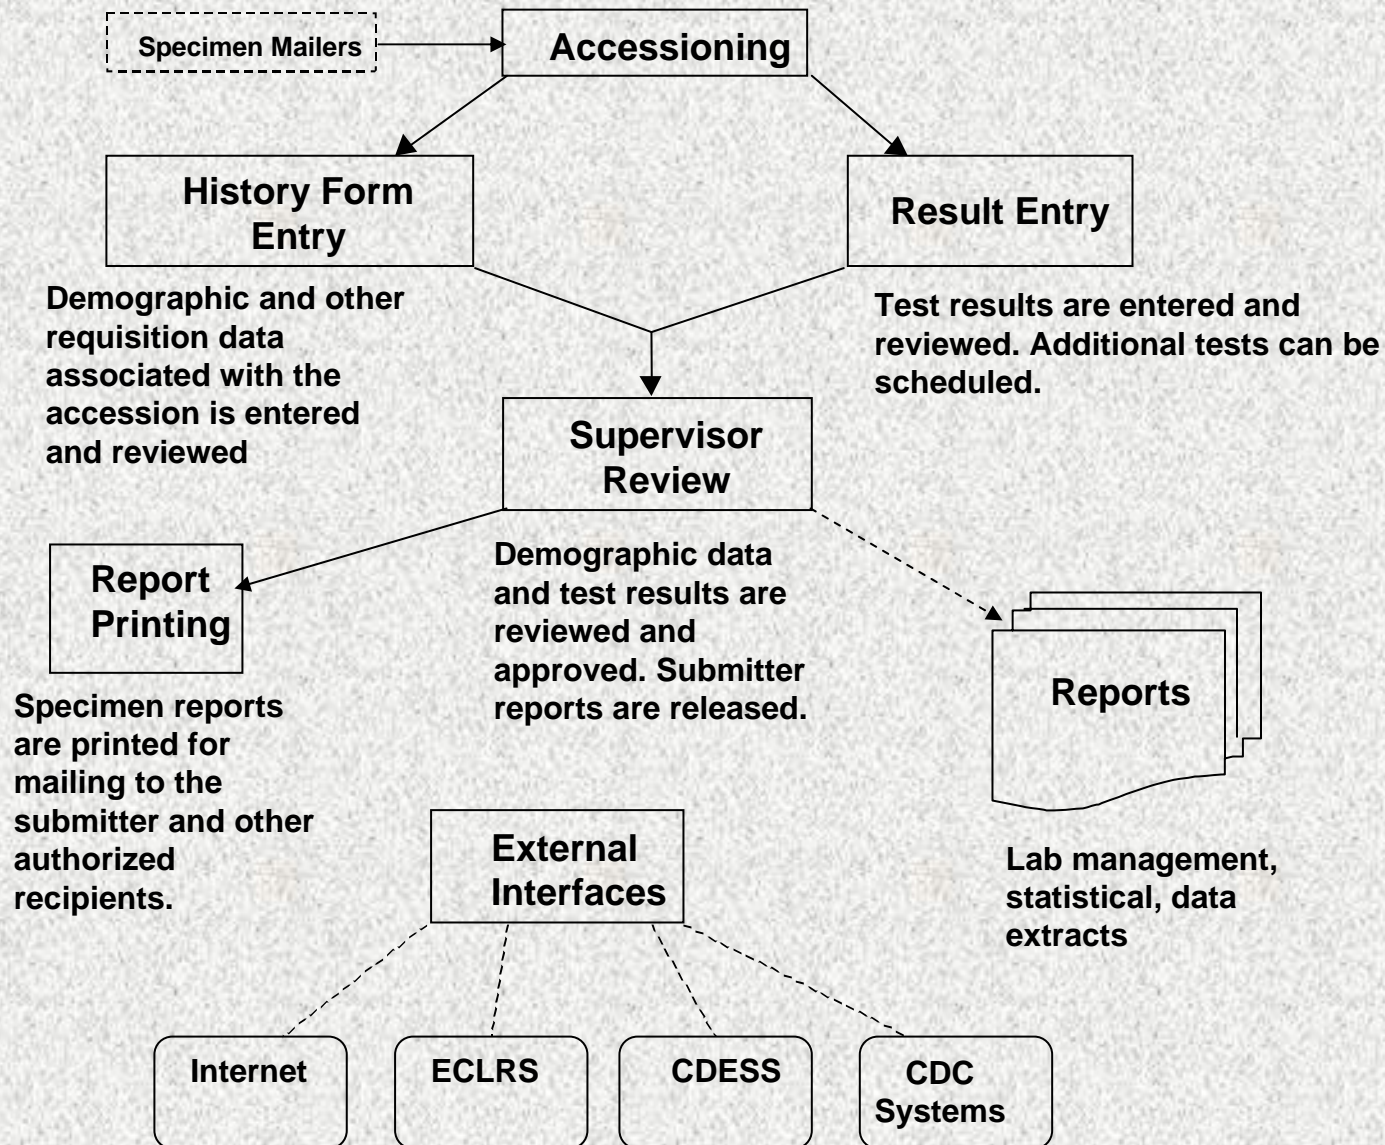 Specimen Mailers
Accessioning
History Form
Entry
Result Entry
Demographic and other
requisition data
associated with the
accession is entered
and reviewed
Test results are entered and
reviewed. Additional tests can be
scheduled.
Supervisor
Review
Report
Printing
Demographic data
and test results are
reviewed and
approved. Submitter
reports are released.
Reports
Specimen reports
are printed for
mailing to the
submitter and other
authorized
recipients.
Lab management,
statistical, data
extracts
External
Interfaces
Internet
ECLRS
CDESS
CDC
Systems